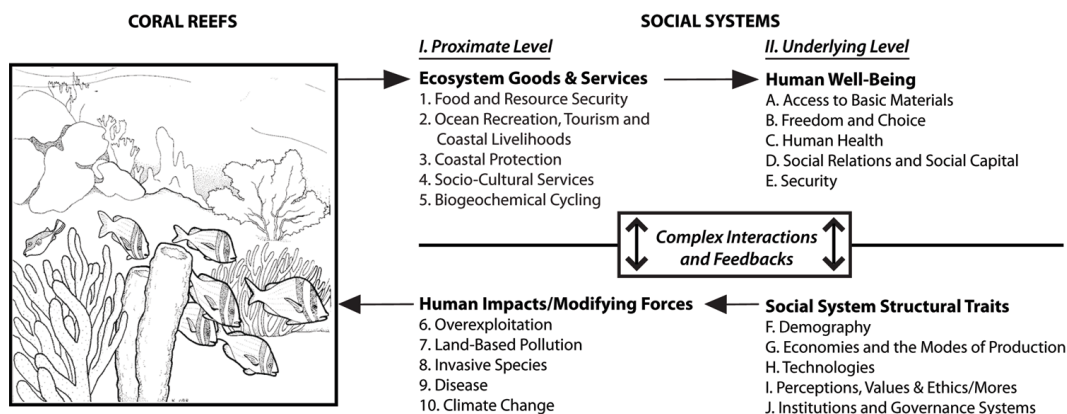 CORAL REEFS
SOCIAL SYSTEMS
I. Proximate Level
II. Underlying Level
Ecosystem Goods & Services
1. Food and Resource Security
2. Ocean Recreation, Tourism and
Coastal Livelihoods
3. Coastal Protection
4. Socio-Cultural Services
5. Biogeochemical Cycling
Human Well-Being
A. Access to Basic Materials
B. Freedom and Choice
C. Human Health
D. Social Relations and Social Capital
E. Security
Complex Interactions
and Feedbacks
Human Impacts/Modifying Forces
6. Overexploitation
7. Land-Based Pollution
8. Invasive Species
9. Disease
10. Climate Change
Social System Structural Traits
F. Demography
G. Economies and the Modes of Production
H. Technologies
I. Perceptions, Values & Ethics/Mores
J. Institutions and Governance Systems